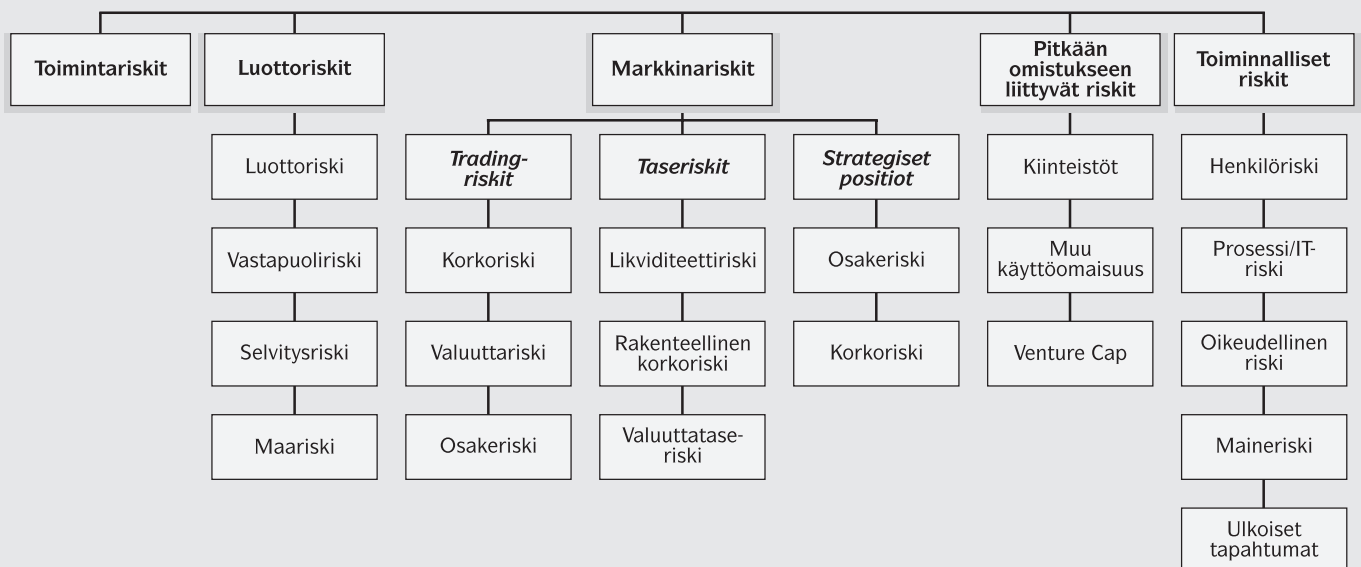 Toimintariskit
Luottoriskit
Markkinariskit
Pitkään
omistukseen
liittyvät riskit
Toiminnalliset
riskit
Luottoriski
Trading-
riskit
Taseriskit
Strategiset
positiot
Kiinteistöt
Henkilöriski
Vastapuoliriski
Korkoriski
Likviditeettiriski
Osakeriski
Muu
käyttöomaisuus
Prosessi/IT-
riski
Selvitysriski
Valuuttariski
Rakenteellinen
korkoriski
Korkoriski
Venture Cap
Oikeudellinen
riski
Maariski
Osakeriski
Valuuttatase-
riski
Maineriski
Ulkoiset
tapahtumat